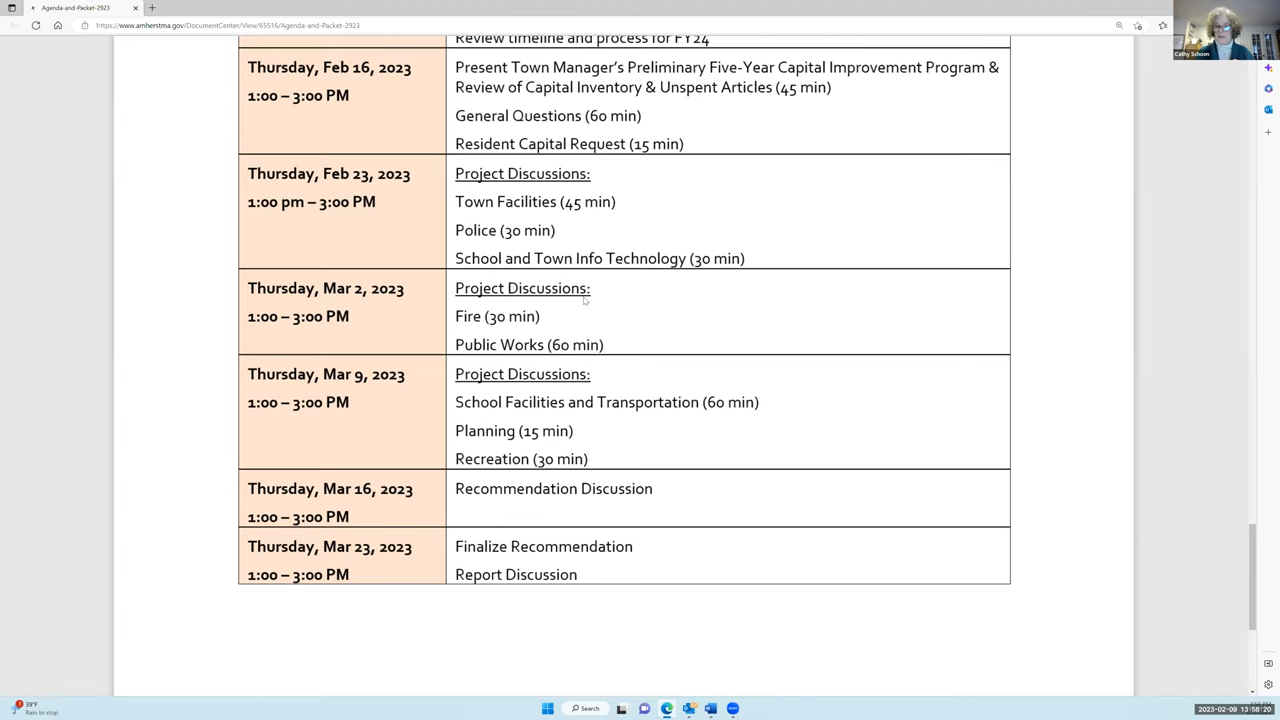 Agenda-and-Packet-2923
https://www.amherstma.gov/DocumentCenter/View/65516/Agenda-and-Packet-2923
Cathy Schoen
Review timeline and process for FY24
Thursday, Feb 16, 2023
1:00 – 3:00 PM
Present Town Manager's Preliminary Five-Year Capital Improvement Program &
Review of Capital Inventory & Unspent Articles (45 min)
General Questions (60 min)
Resident Capital Request (15 min)
Thursday, Feb 23, 2023
1:00 pm – 3:00 PM
Project Discussions:
Town Facilities (45 min)
Police (30 min)
School and Town Info Technology (30 min)
Thursday, Mar 2, 2023
1:00 – 3:00 PM
Project Discussions:
Fire (30 min)
Public Works (60 min)
Thursday, Mar 9, 2023
1:00 – 3:00 PM
Project Discussions:
School Facilities and Transportation (60 min)
Planning (15 min)
Recreation (30 min)
Thursday, Mar 16, 2023
1:00 – 3:00 PM
Recommendation Discussion
Thursday, Mar 23, 2023
1:00 – 3:00 PM
Finalize Recommendation
Report Discussion
39°F
Rain to stop
Search
2023-02-09 13:58:20